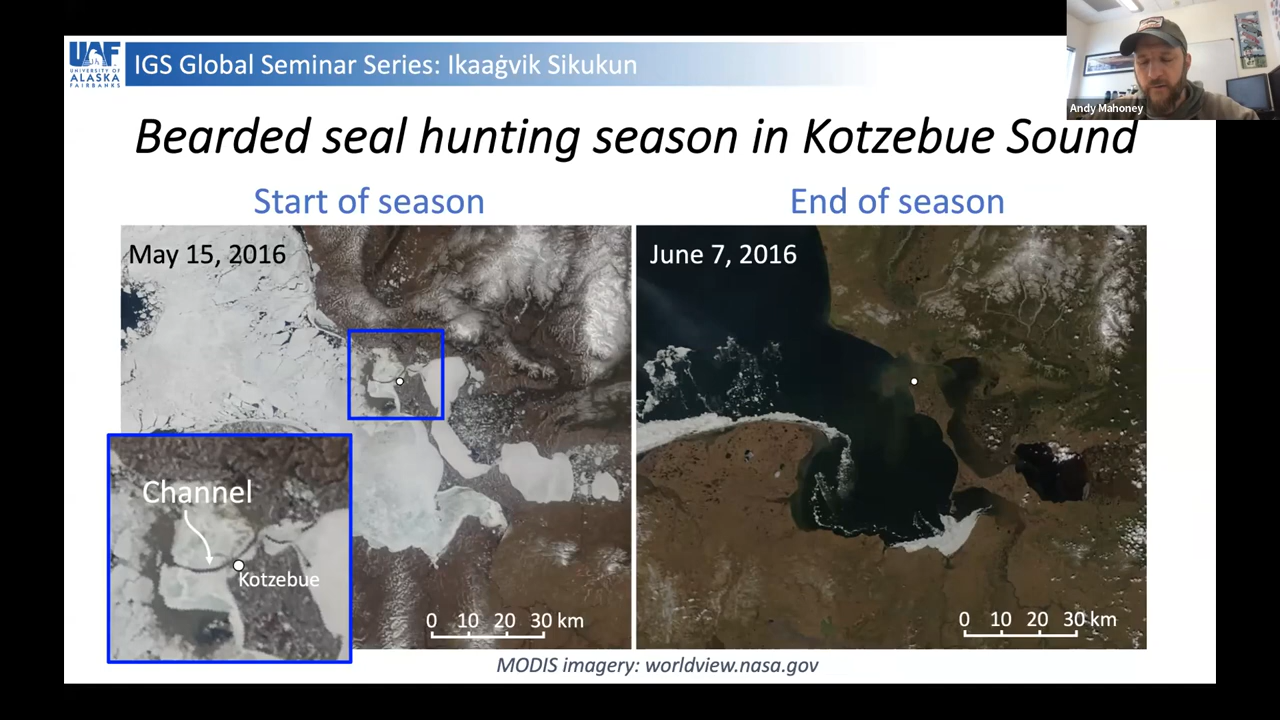 UAF
UNIVERSITY OF
ALASKA
FAIRBANKS
IGS Global Seminar Series: Ikaaġvik Sikukun
Andy Mahoney
Bearded seal hunting season in Kotzebue Sound
Start of season
End of season
May 15, 2016
June 7, 2016
Channel
Kotzebue
0 10 20 30 km
0 10 20 30 km
MODIS imagery: worldview.nasa.gov